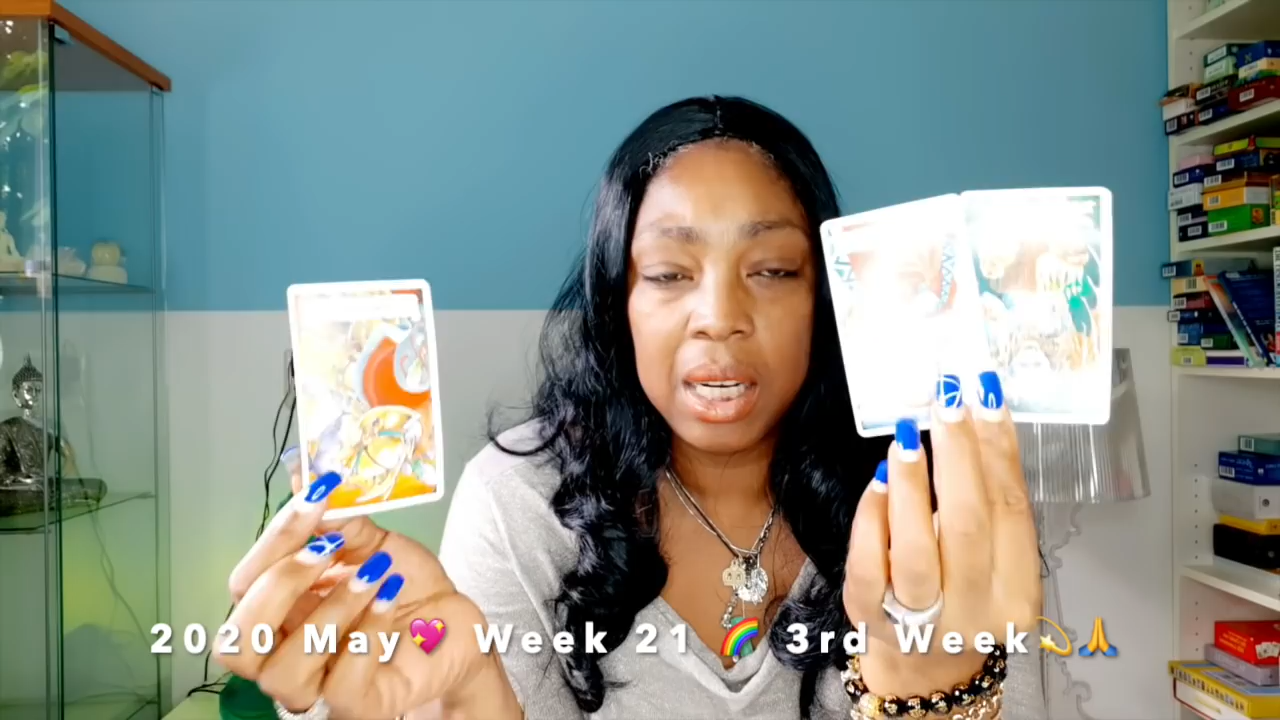 2020 May💖 Week 21 🌈 3rd Week💫🙏